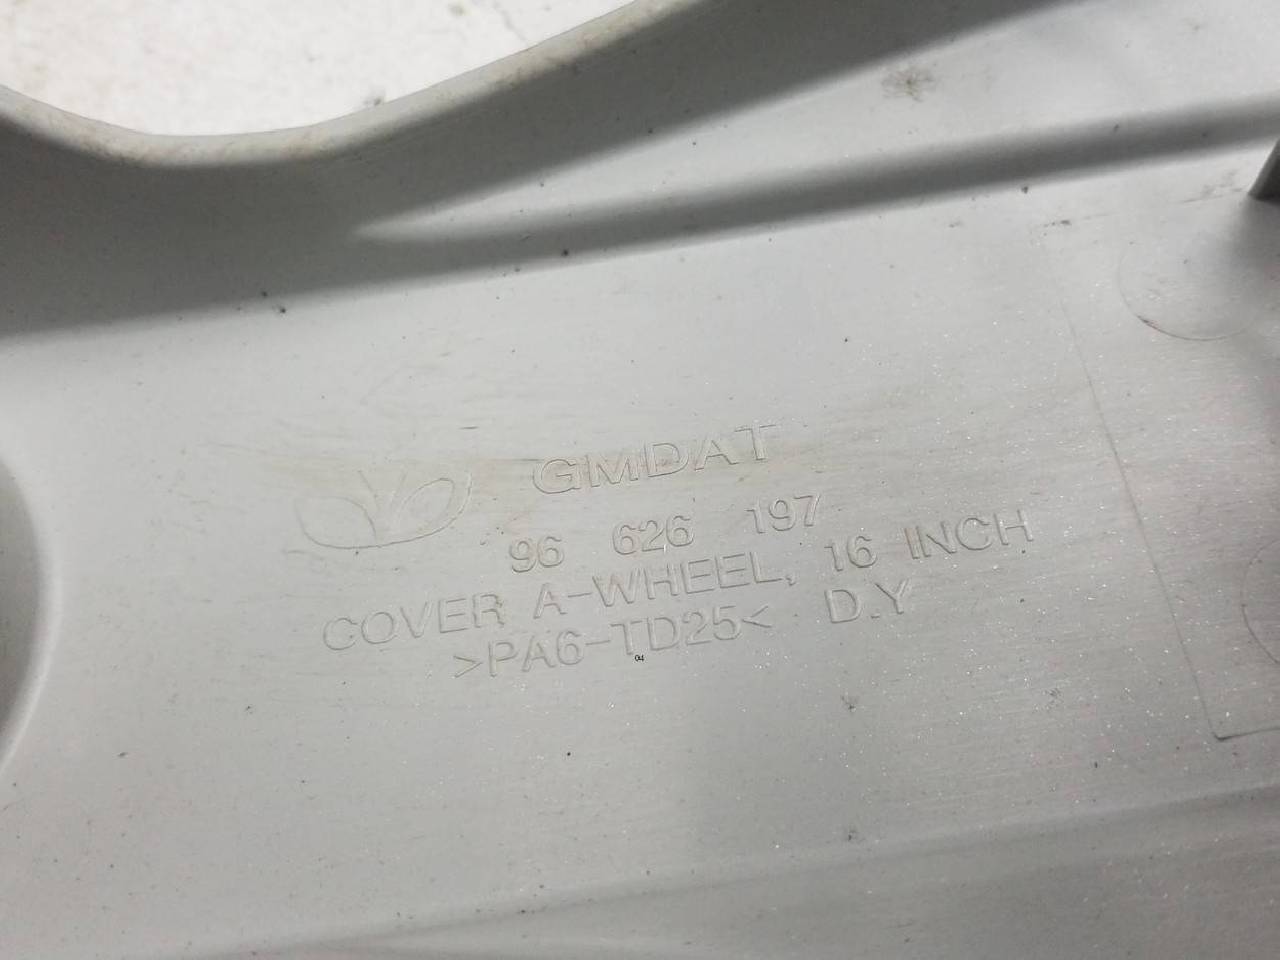 GMDAT
96 626 197
COVER A-WHEEL, 16 INCH
>PA6-TD25< D.Y